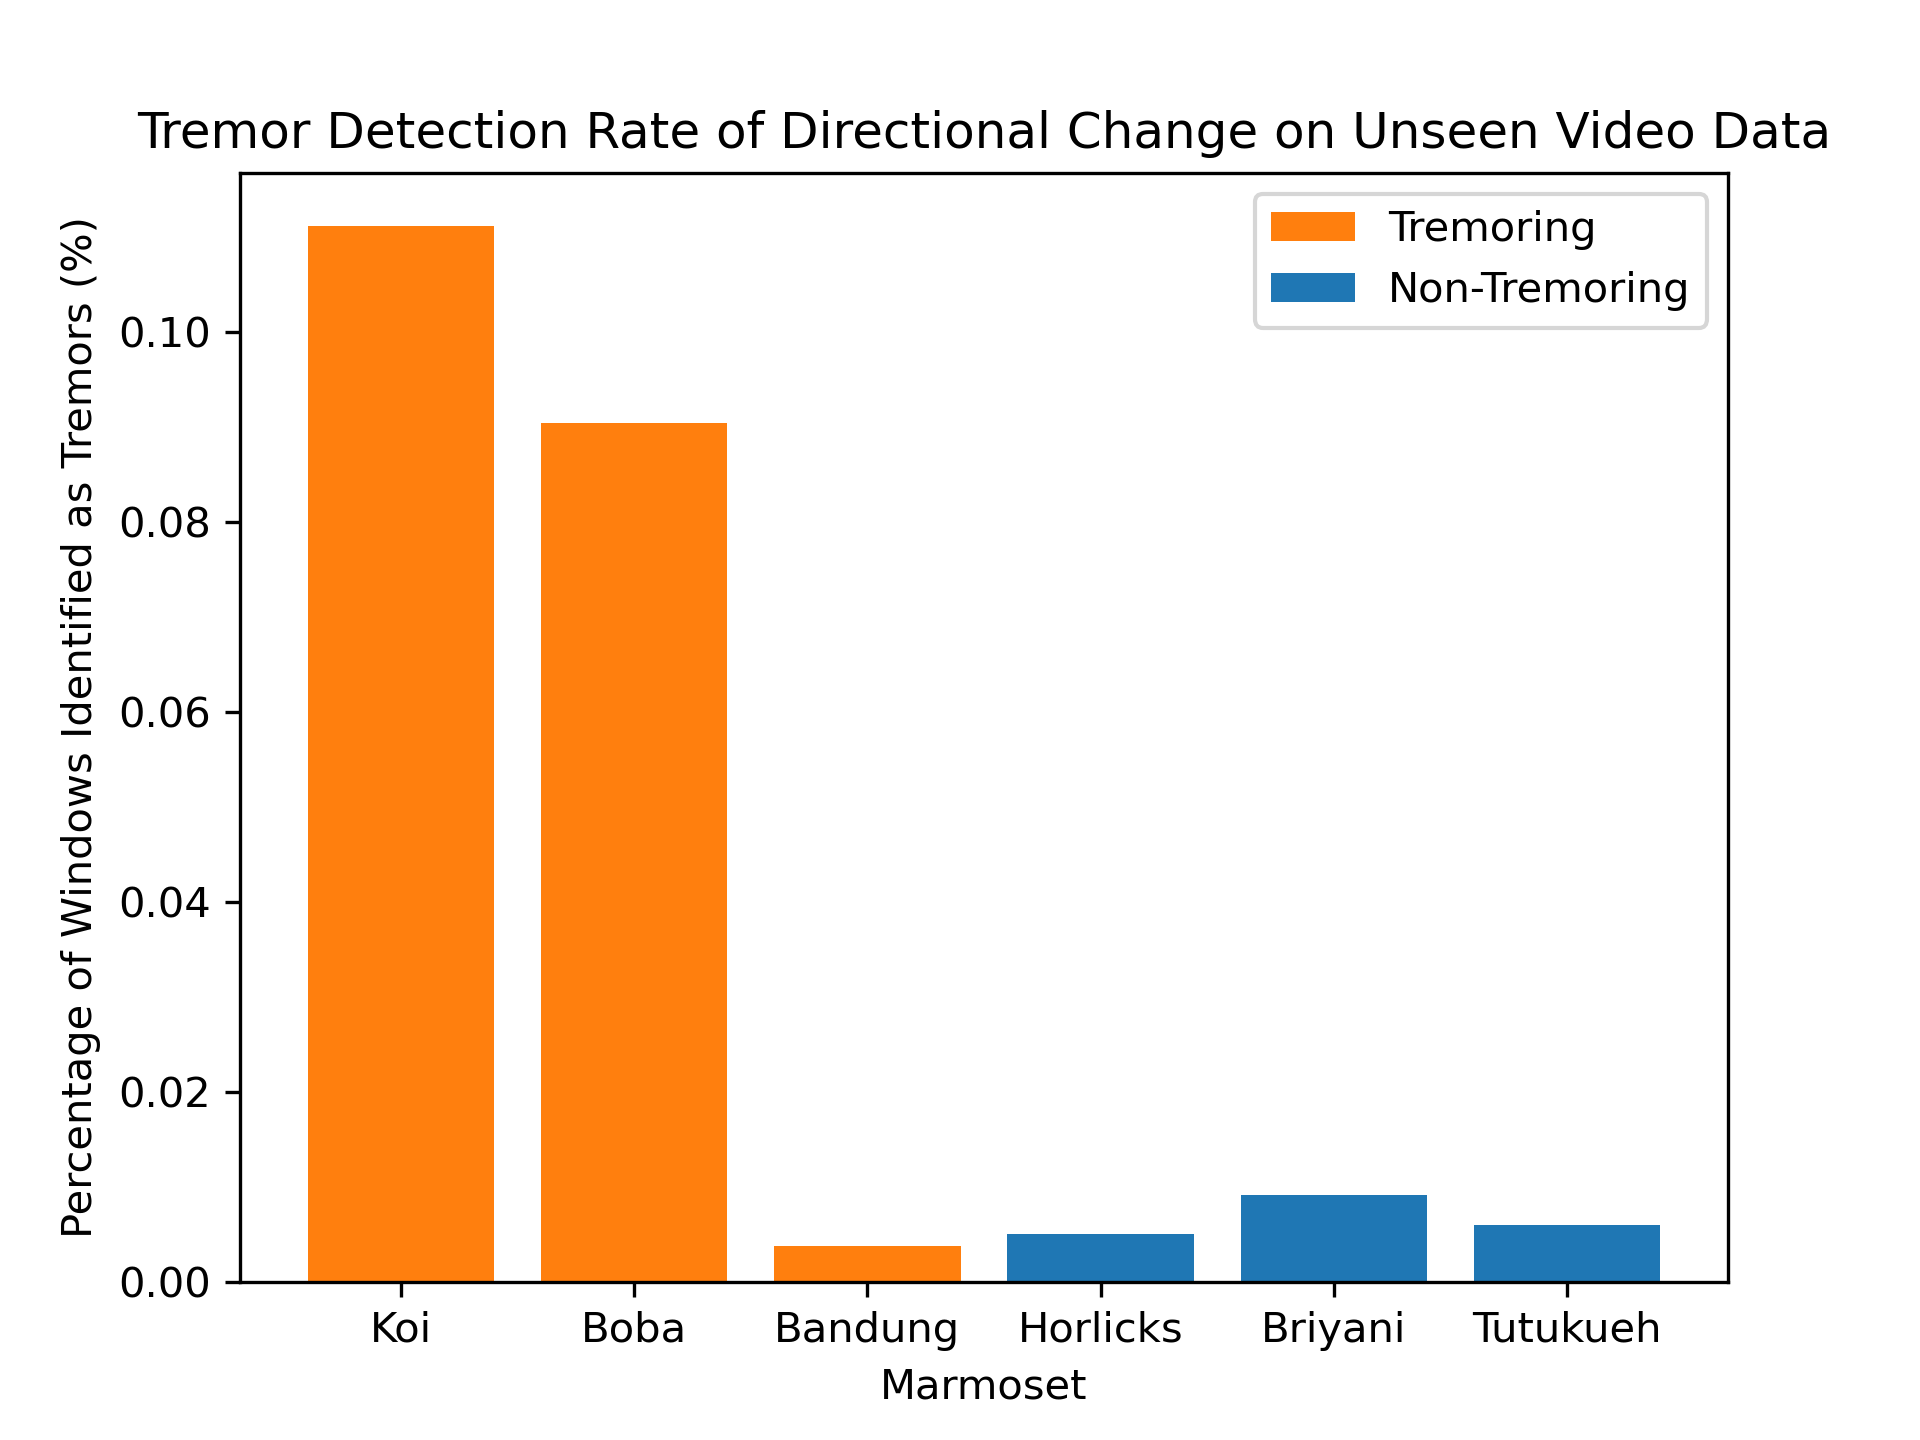 Tremor Detection Rate of Directional Change on Unseen Video Data
Tremoring
Non-Tremoring
Percentage of Windows Identified as Tremors (%)
0.10
0.08
0.06
0.04
0.02
0.00
Koi Boba Bandung Horlicks Briyani Tutukueh
Marmoset